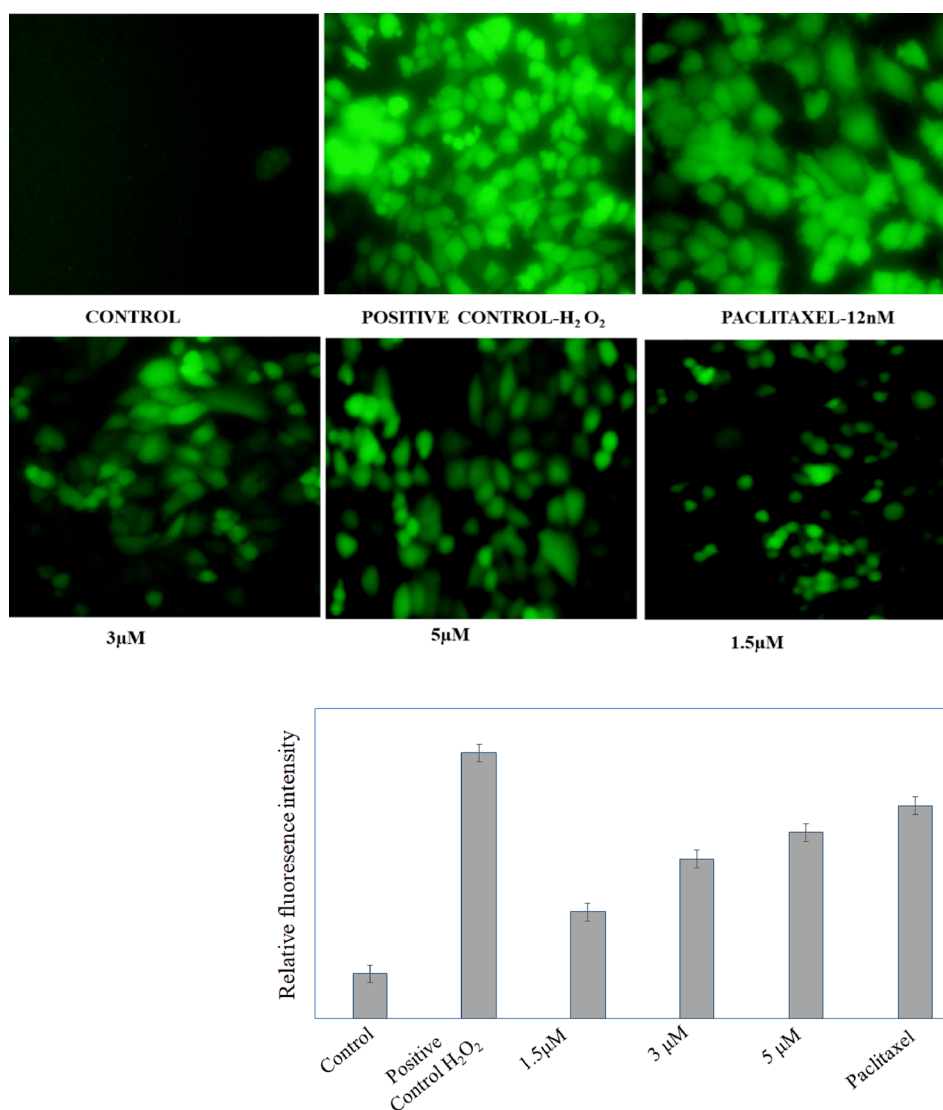 CONTROL
POSITIVE CONTROL-H₂O₂
PACLITAXEL-12nM
3µM
5µM
1.5µM
Relative fluoresence intensity
Control
Positive
Control H₂O₂
1.5µM
3 µM
5 µM
Paclitaxel